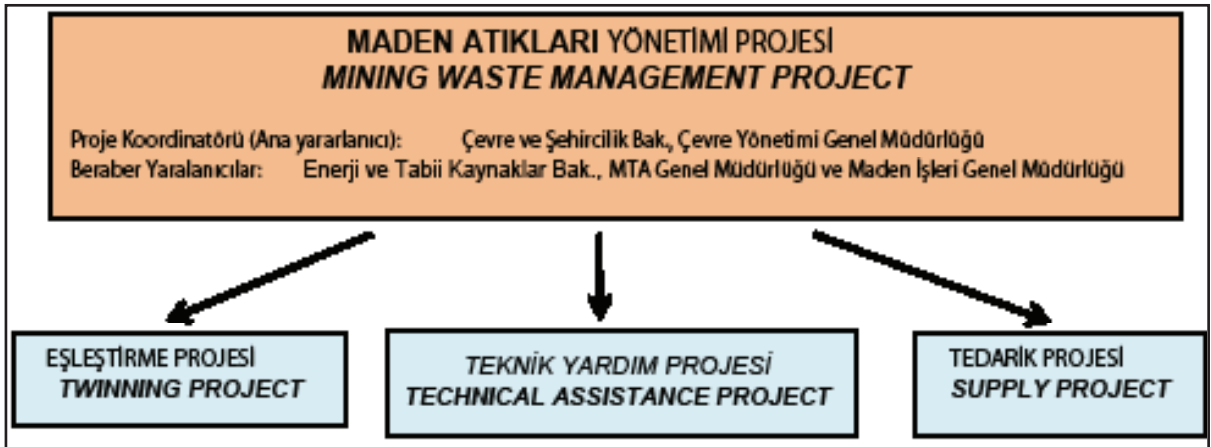 MADEN ATIKLARI YÖNETİMİ PROJESİ
MINING WASTE MANAGEMENT PROJECT
Proje Koordinatörü (Ana yararlanıcı): Çevre ve Şehircilik Bak., Çevre Yönetimi Genel Müdürlüğü
Beraber Yaralanıcılar: Enerji ve Tabii Kaynaklar Bak., MTA Genel Müdürlüğü ve Maden İşleri Genel Müdürlüğü
EŞLEŞTİRME PROJESİ
TWINNING PROJECT
TEKNİK YARDIM PROJESİ
TECHNICAL ASSISTANCE PROJECT
TEDARİK PROJESİ
SUPPLY PROJECT